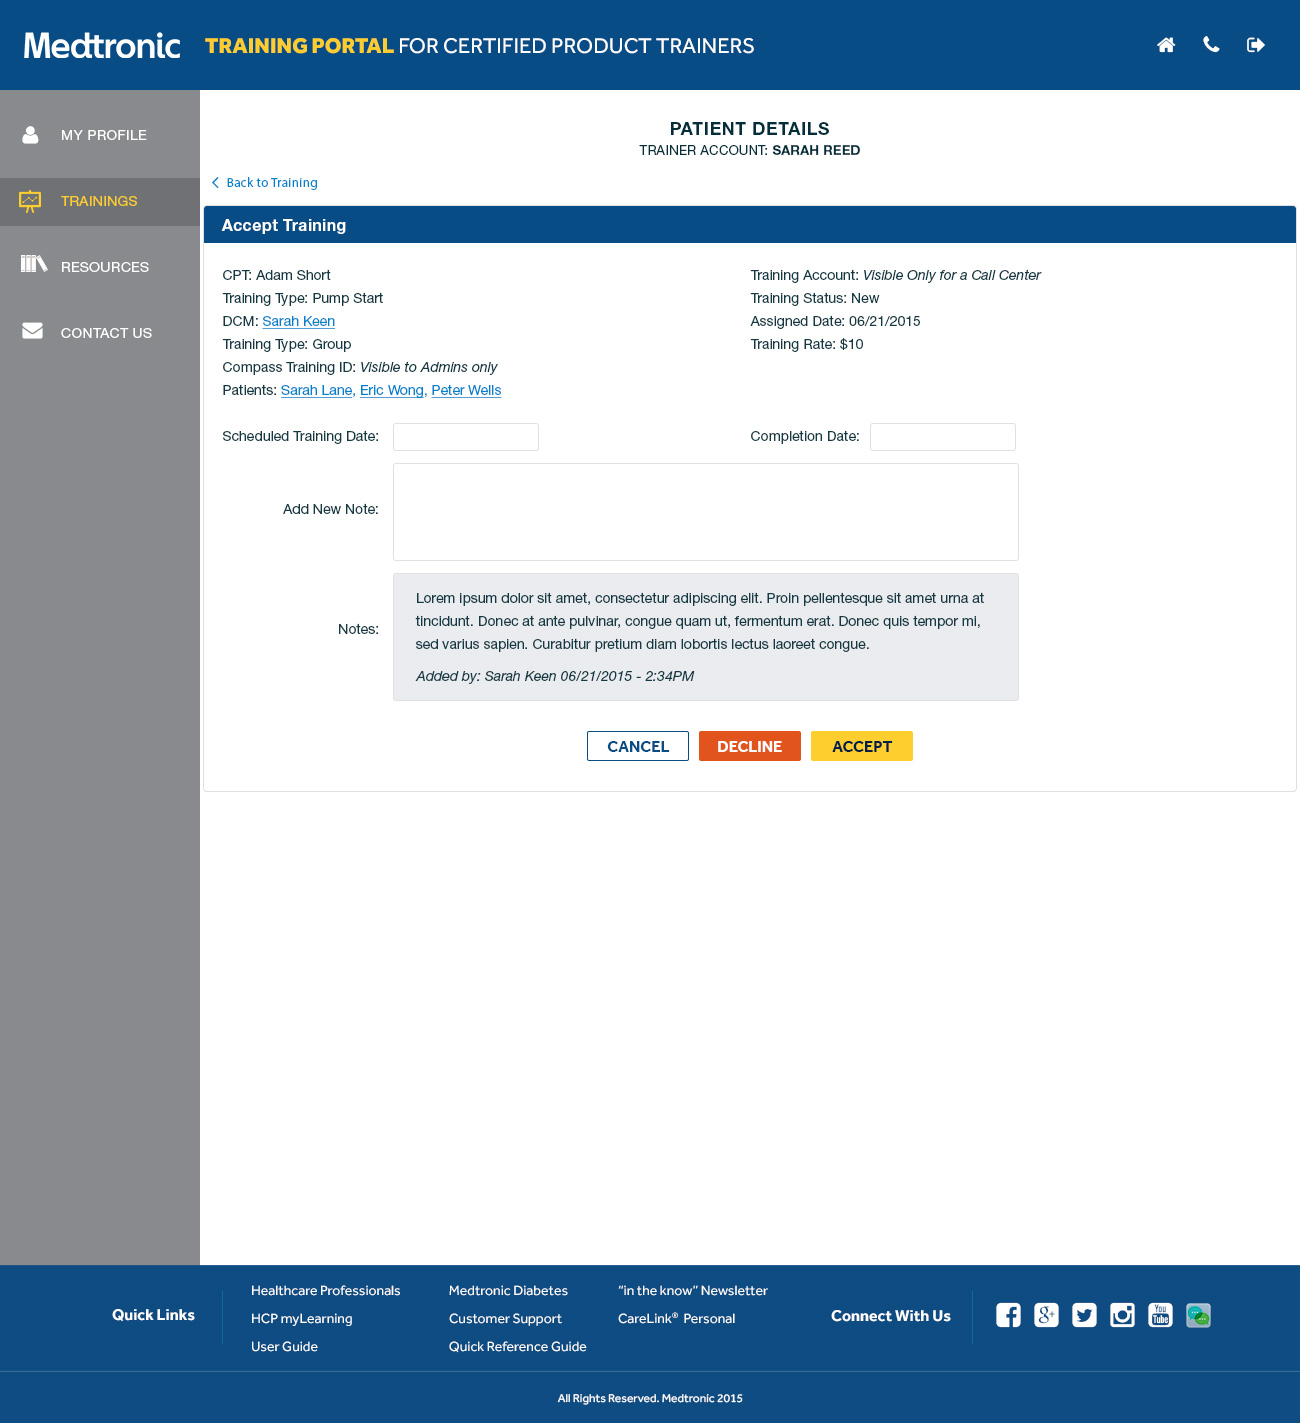 Medtronic
TRAINING PORTAL FOR CERTIFIED PRODUCT TRAINERS
MY PROFILE
TRAININGS
RESOURCES
CONTACT US
PATIENT DETAILS
TRAINER ACCOUNT: SARAH REED
Back to Training
Accept Training
CPT: Adam Short
Training Type: Pump Start
DCM: Sarah Keen
Training Type: Group
Compass Training ID: Visible to Admins only
Patients: Sarah Lane, Eric Wong, Peter Wells
Training Account: Visible Only for a Call Center
Training Status: New
Assigned Date: 06/21/2015
Training Rate: $10
Scheduled Training Date:
Completion Date:
Add New Note:
Notes:
Lorem ipsum dolor sit amet, consectetur adipiscing elit. Proin pellentesque sit amet urna at
tincidunt. Donec at ante pulvinar, congue quam ut, fermentum erat. Donec quis tempor mi,
sed varius sapien. Curabitur pretium diam lobortis lectus laoreet congue.
Added by: Sarah Keen 06/21/2015 - 2:34PM
CANCEL
DECLINE
ACCEPT
Quick Links
Healthcare Professionals
HCP myLearning
User Guide
Medtronic Diabetes
Customer Support
Quick Reference Guide
“in the know” Newsletter
CareLink® Personal
Connect With Us
g+
You
Tube
All Rights Reserved. Medtronic 2015